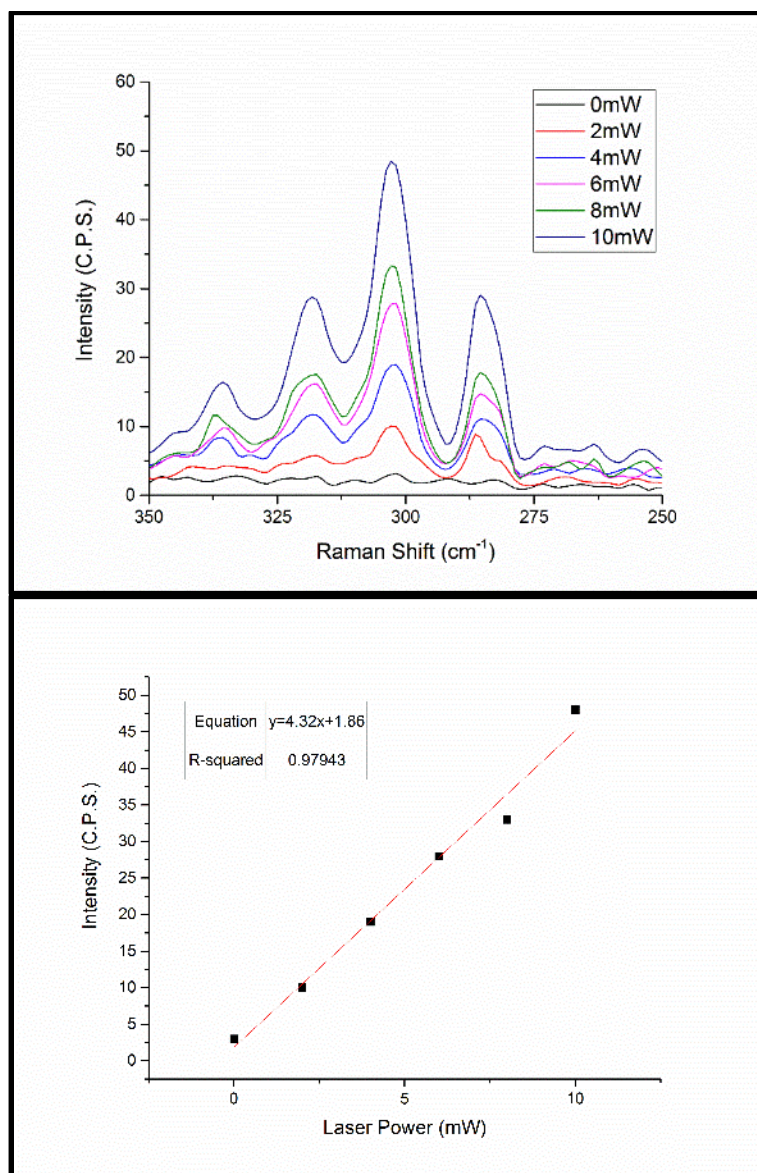 60
50
40
30
20
10
0
Intensity (C.P.S.)
0mW
2mW
4mW
6mW
8mW
10mW
350 325 300 275 250
Raman Shift (cm⁻¹)
50
45
40
35
30
25
20
15
10
5
0
Intensity (C.P.S.)
Equation y=4.32x+1.86
R-squared 0.97943
0 5 10
Laser Power (mW)